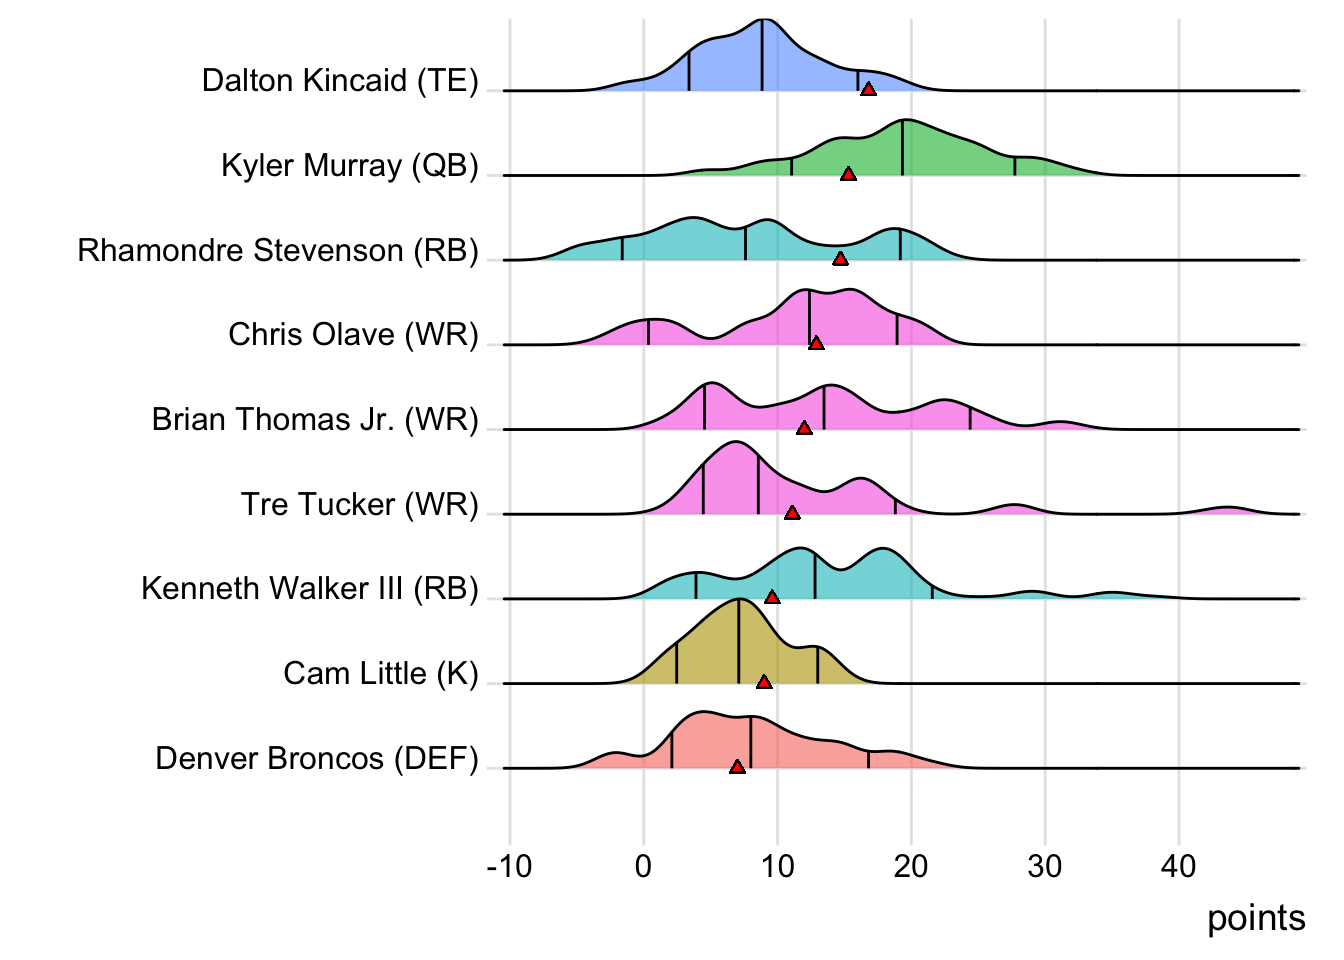 Dalton Kincaid (TE)
Kyler Murray (QB)
Rhamondre Stevenson (RB)
Chris Olave (WR)
Brian Thomas Jr. (WR)
Tre Tucker (WR)
Kenneth Walker III (RB)
Cam Little (K)
Denver Broncos (DEF)
-10 0 10 20 30 40
points